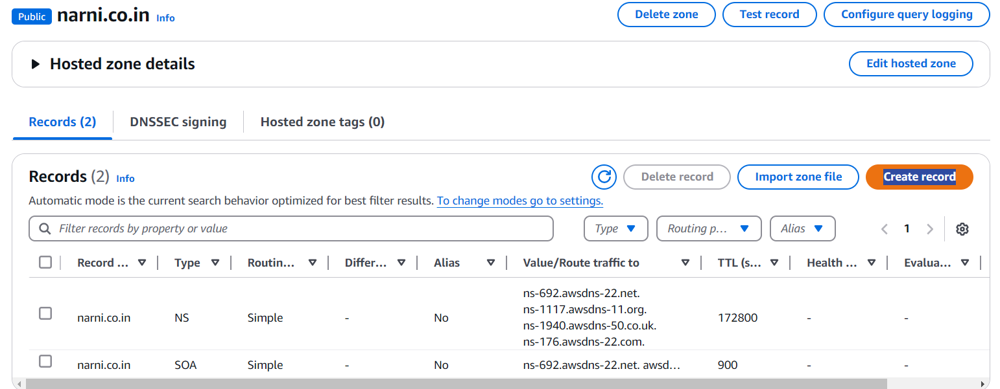 Public narni.co.in Info Delete zone Test record Configure query logging
Hosted zone details Edit hosted zone
Records (2) DNSSEC signing Hosted zone tags (0)
Records (2) Info Delete record Import zone file Create record
Automatic mode is the current search behavior optimized for best filter results. To change modes go to settings.
Filter records by property or value Type Routing p... Alias 1
Record ... Type Routin... Differ... Alias Value/Route traffic to TTL (s... Health ... Evalua...
ns-692.awsdns-22.net.
ns-1117.awsdns-11.org.
narni.co.in NS Simple - No 172800 - -
ns-1940.awsdns-50.co.uk.
ns-176.awsdns-22.com.
narni.co.in SOA Simple - No ns-692.awsdns-22.net. awsd... 900 - -